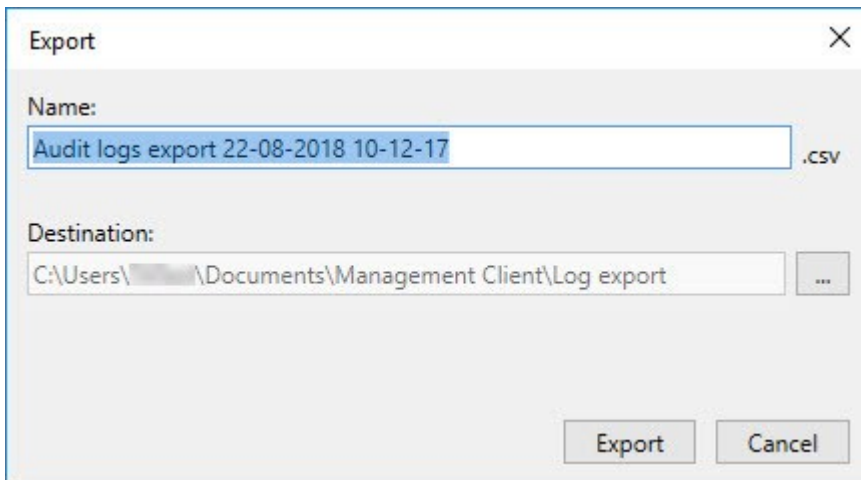 Export
Name:
Audit logs export 22-08-2018 10-12-17
.csv
Destination:
C:\Users\ \Documents\Management Client\Log export
...
Export Cancel